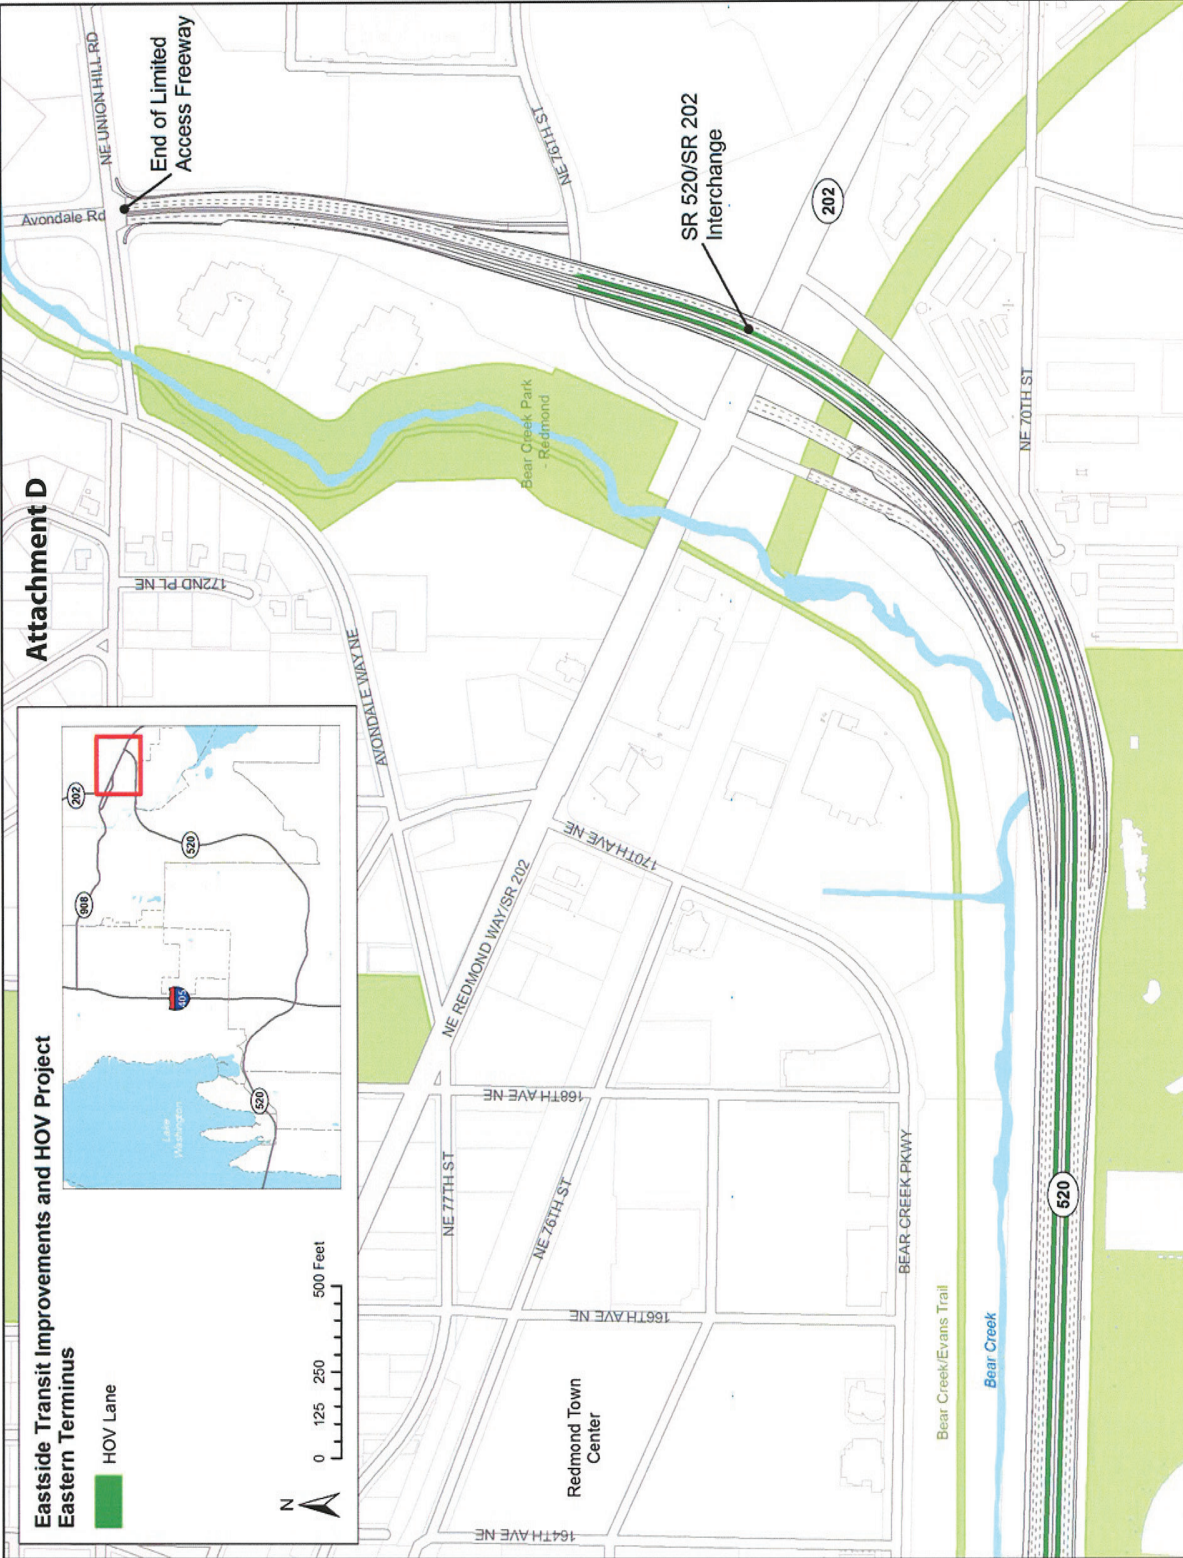 Attachment D
Eastside Transit Improvements and HOV Project
Eastern Terminus
HOV Lane
N
0 125 250 500 Feet
Lake
Washington
405
520
908
520
202
NE UNION HILL RD
End of Limited
Access Freeway
Avondale Rd
NE 76TH ST
SR 520/SR 202
Interchange
202
Bear Creek Park
- Redmond
172ND PL NE
AVONDALE WAY NE
NE 70TH ST
170TH AVE NE
NE REDMOND WAY/SR 202
168TH AVE NE
NE 77TH ST
NE 76TH ST
BEAR CREEK PKWY
166TH AVE NE
Redmond Town
Center
164TH AVE NE
Bear Creek/Evans Trail
Bear Creek
520